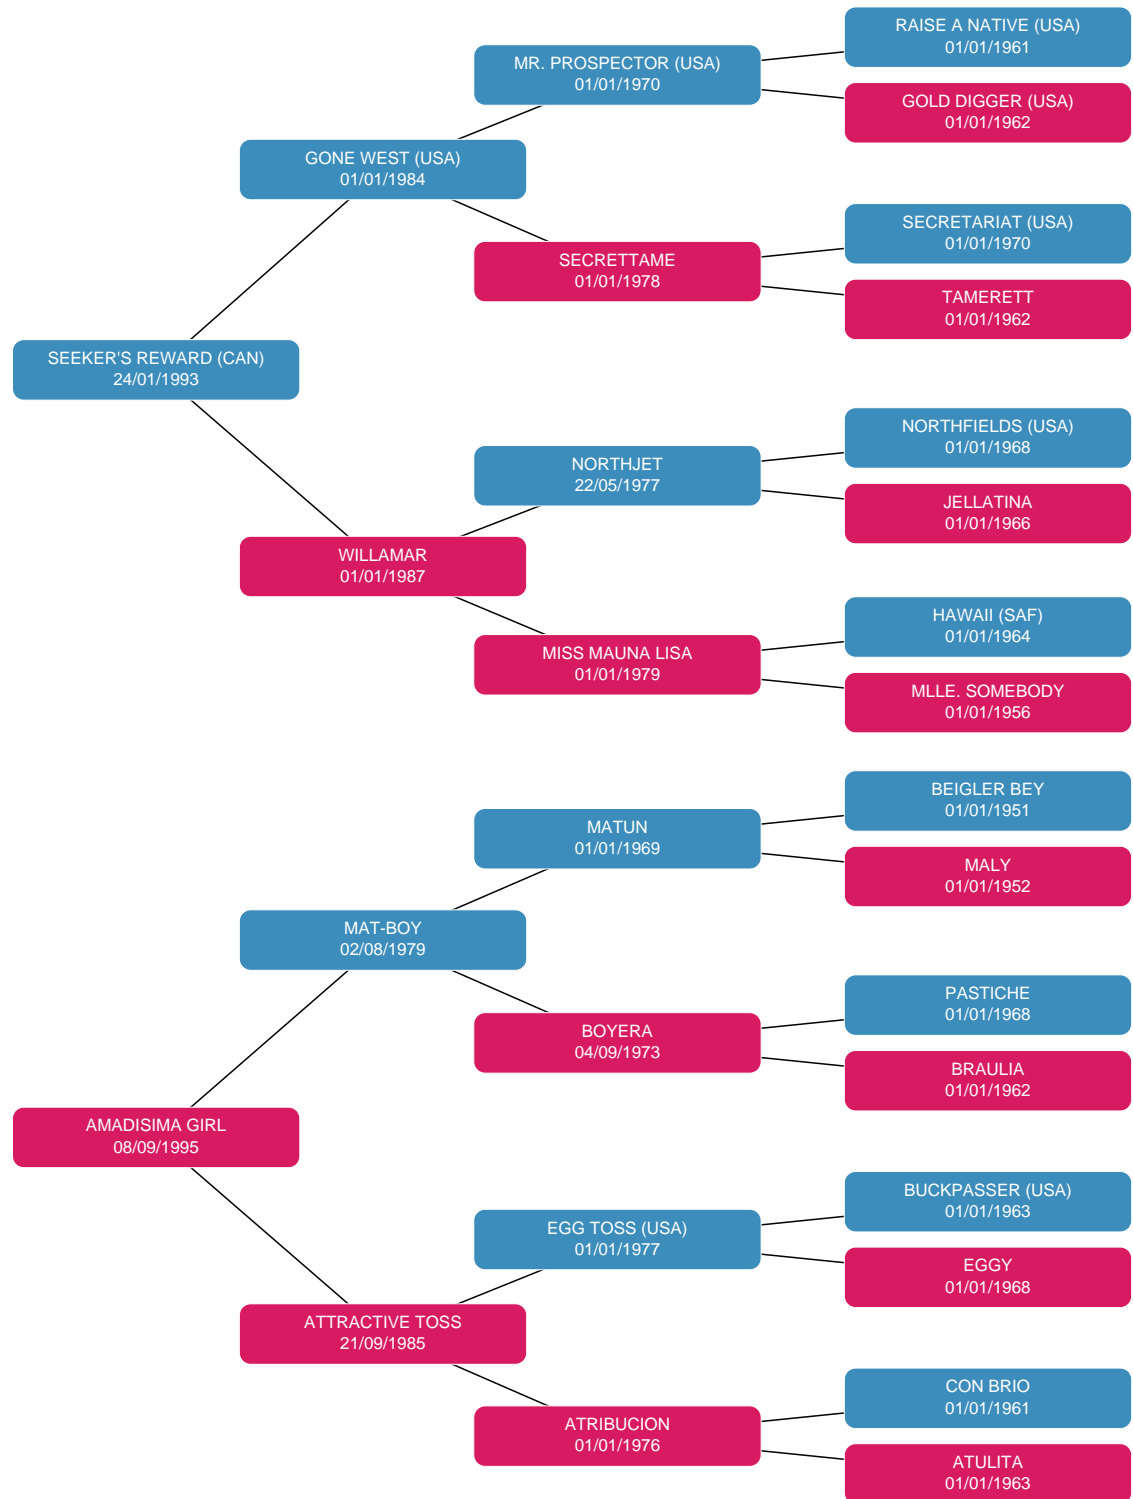 RAISE A NATIVE (USA)
01/01/1961
MR. PROSPECTOR (USA)
01/01/1970
GOLD DIGGER (USA)
01/01/1962
GONE WEST (USA)
01/01/1984
SECRETARIAT (USA)
01/01/1970
SECRETTAME
01/01/1978
TAMERETT
01/01/1962
SEEKER'S REWARD (CAN)
24/01/1993
NORTHFIELDS (USA)
01/01/1968
NORTHJET
22/05/1977
JELLATINA
01/01/1966
WILLAMAR
01/01/1987
HAWAII (SAF)
01/01/1964
MISS MAUNA LISA
01/01/1979
MLLE. SOMEBODY
01/01/1956
BEIGLER BEY
01/01/1951
MATUN
01/01/1969
MALY
01/01/1952
MAT-BOY
02/08/1979
PASTICHE
01/01/1968
BOYERA
04/09/1973
BRAULIA
01/01/1962
AMADISIMA GIRL
08/09/1995
BUCKPASSER (USA)
01/01/1963
EGG TOSS (USA)
01/01/1977
EGGY
01/01/1968
ATTRACTIVE TOSS
21/09/1985
CON BRIO
01/01/1961
ATRIBUCION
01/01/1976
ATULITA
01/01/1963